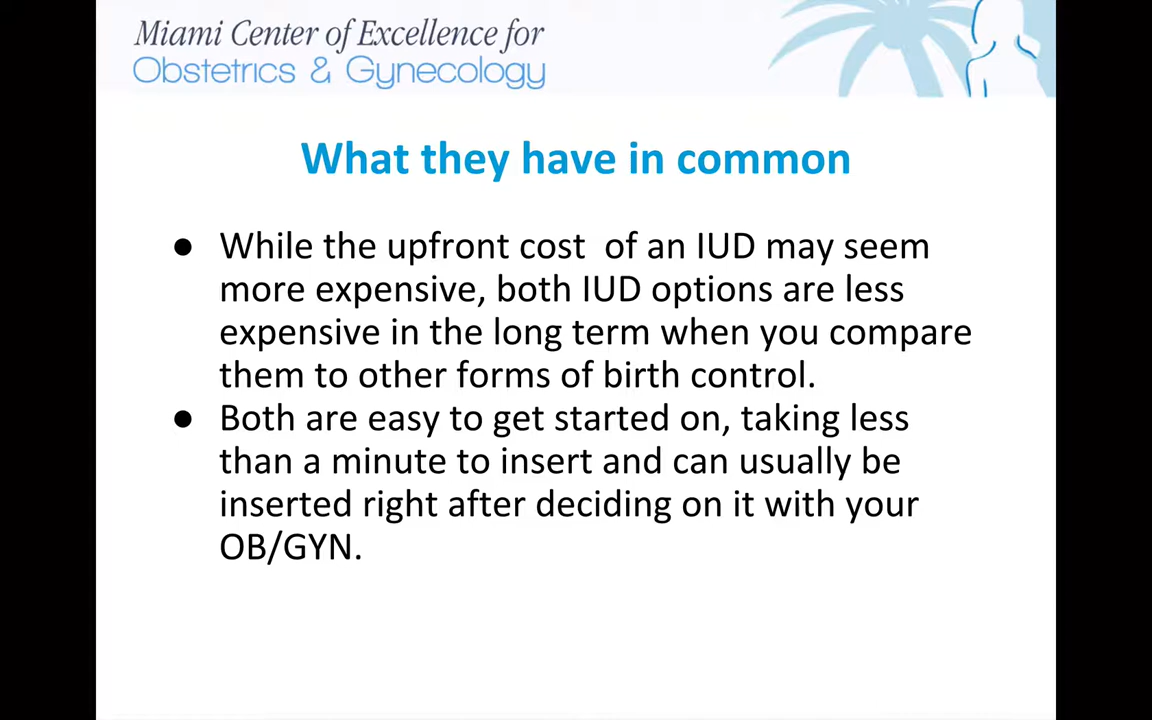 Miami Center of Excellence for
Obstetrics & Gynecology
What they have in common
● While the upfront cost  of an IUD may seem
more expensive, both IUD options are less
expensive in the long term when you compare
them to other forms of birth control.
● Both are easy to get started on, taking less
than a minute to insert and can usually be
inserted right after deciding on it with your
OB/GYN.